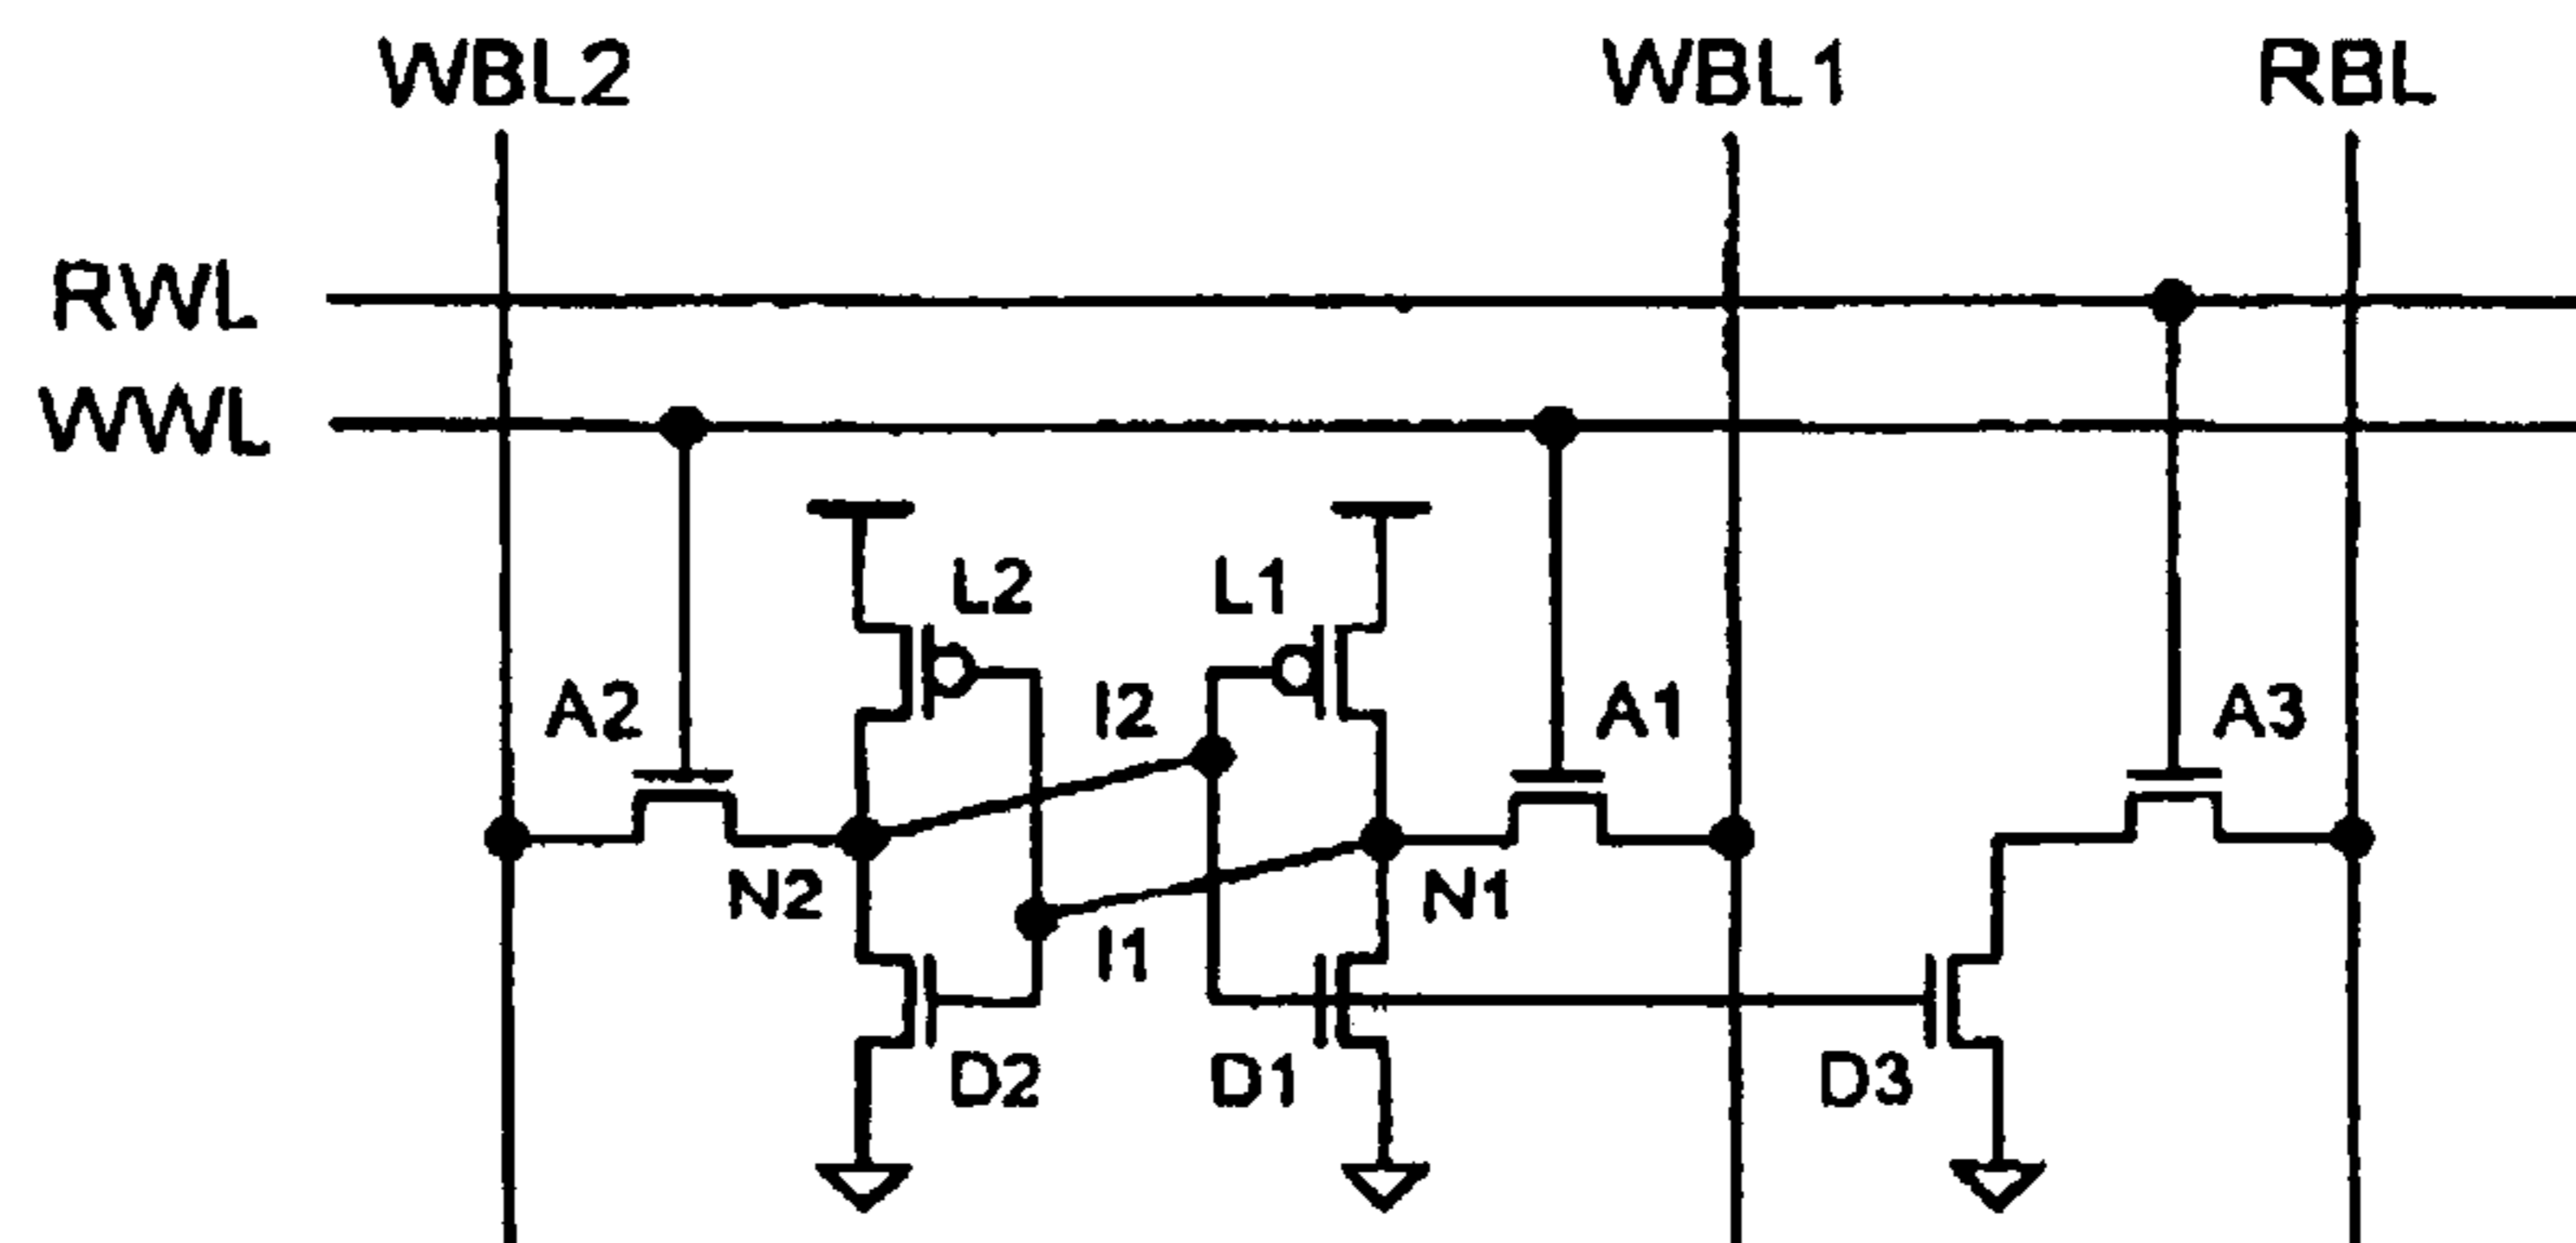 WBL2 WBL1 RBL
RWL
WWL
L2 L1
A2 I2 A1 A3
N2 N1
I1
D2 D1 D3